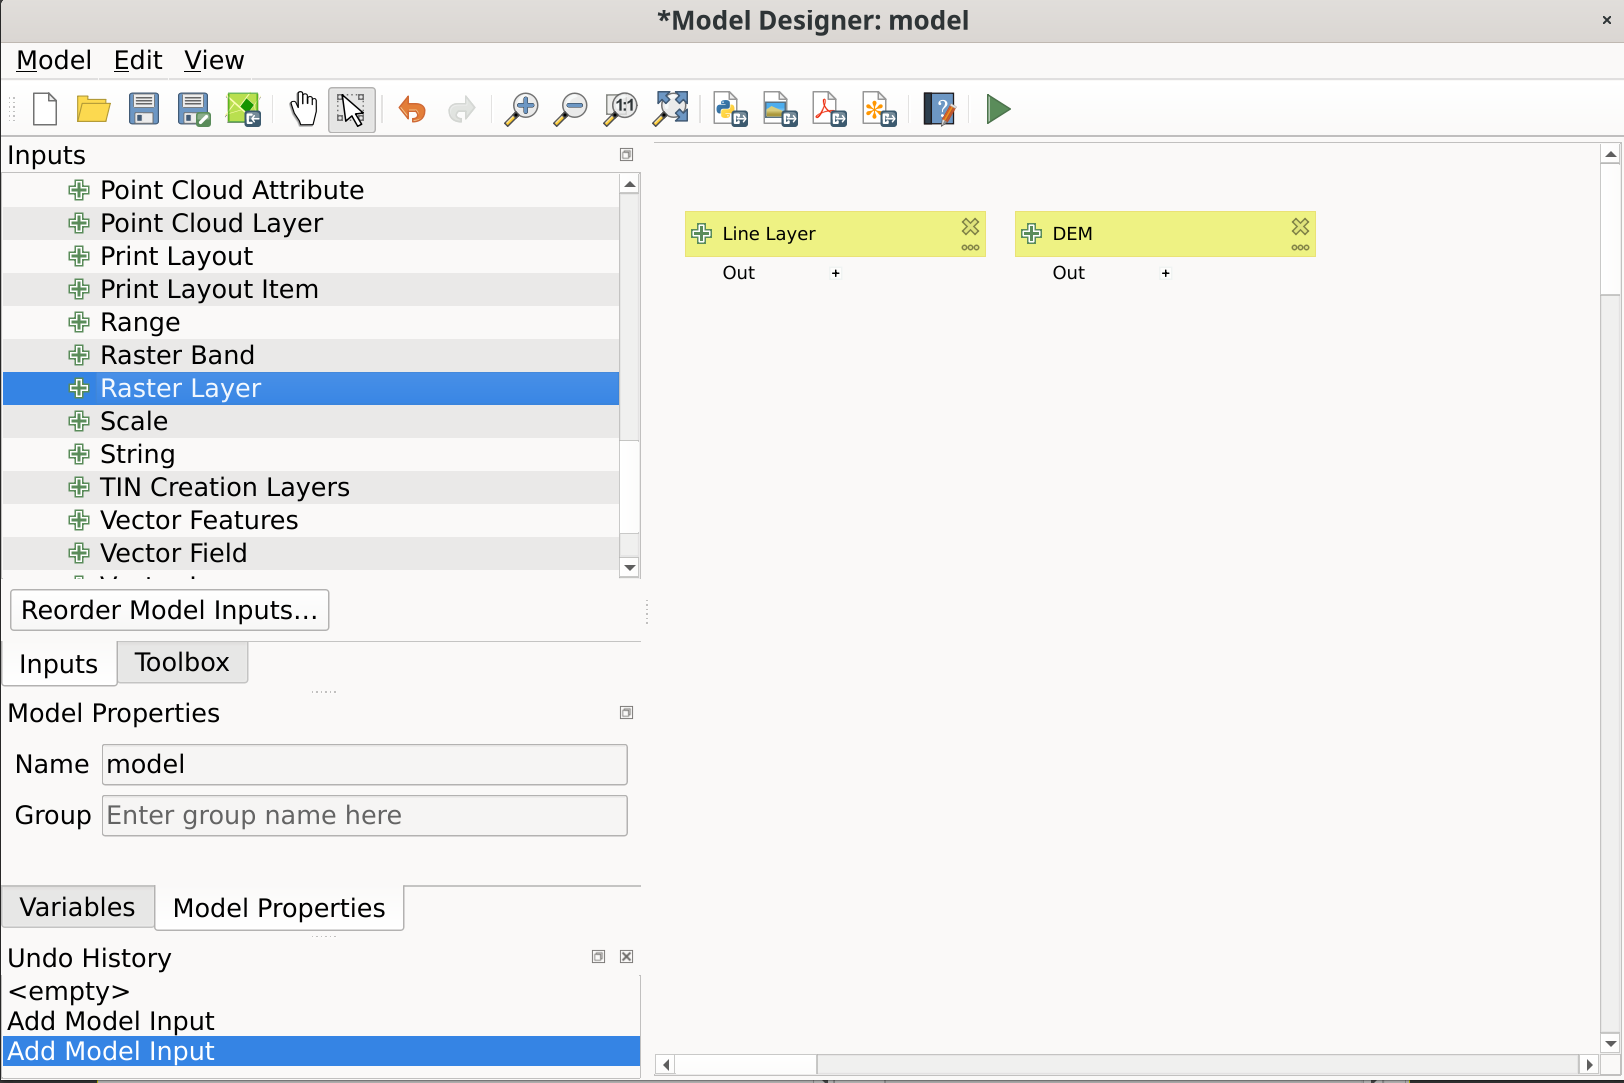 *Model Designer: model
Model Edit View
Inputs
Point Cloud Attribute
Point Cloud Layer
Print Layout
Print Layout Item
Range
Raster Band
Raster Layer
Scale
String
TIN Creation Layers
Vector Features
Vector Field
Reorder Model Inputs...
Inputs Toolbox
Model Properties
Name model
Group Enter group name here
Variables Model Properties
Undo History
<empty>
Add Model Input
Add Model Input
1:1
Line Layer
Out +
DEM
Out +